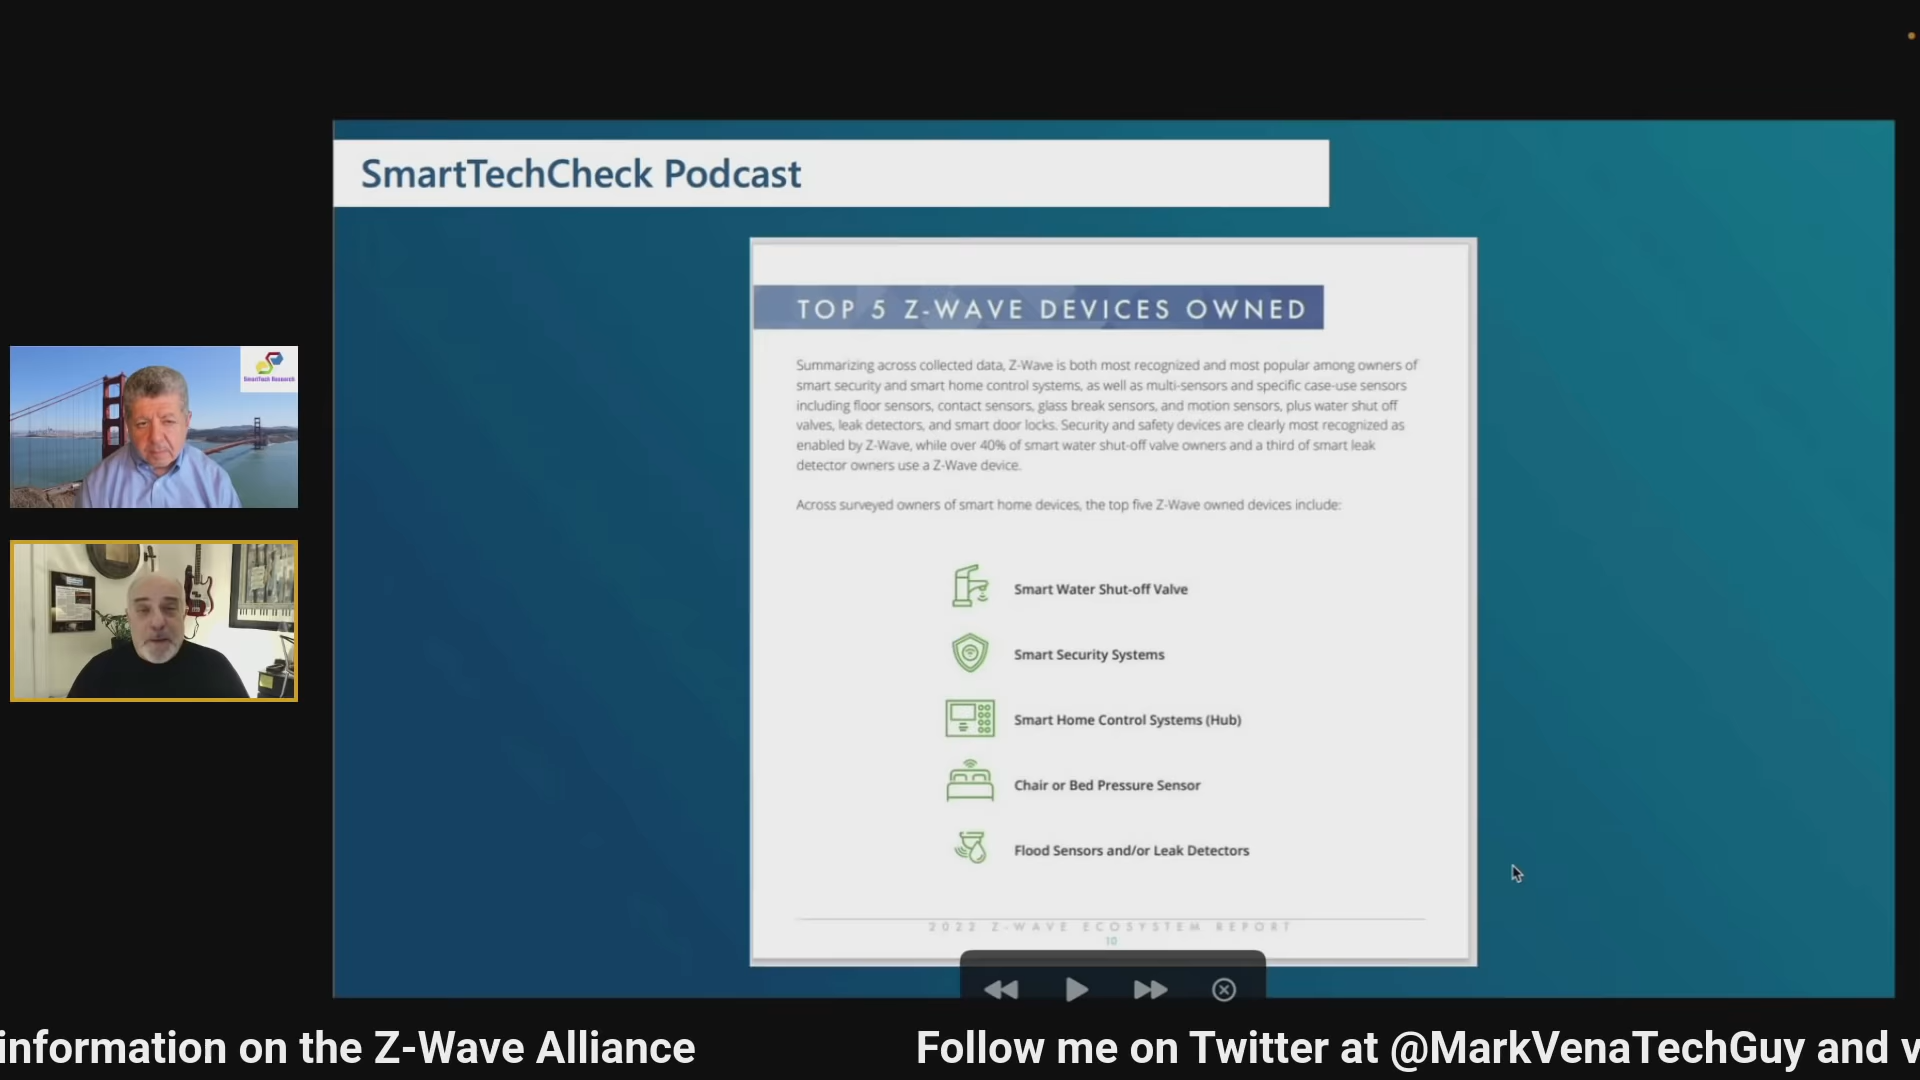 SmartTechCheck Podcast
TOP 5 Z-WAVE DEVICES OWNED
Summarizing across collected data, Z-Wave is both most recognized and most popular among owners of
smart security and smart home control systems, as well as multi-sensors and specific case-use sensors
including floor sensors, contact sensors, glass break sensors, and motion sensors, plus water shut off
valves, leak detectors, and smart door locks. Security and safety devices are clearly most recognized as
enabled by Z-Wave, while over 40% of smart water shut-off valve owners and a third of smart leak
detector owners use a Z-Wave device.
Across surveyed owners of smart home devices, the top five Z-Wave owned devices include:
Smart Water Shut-off Valve
Smart Security Systems
Smart Home Control Systems (Hub)
Chair or Bed Pressure Sensor
Flood Sensors and/or Leak Detectors
2022 Z-WAVE ECOSYSTEM REPORT
10
SmartTech Research
information on the Z-Wave Alliance
Follow me on Twitter at @MarkVenaTechGuy and v